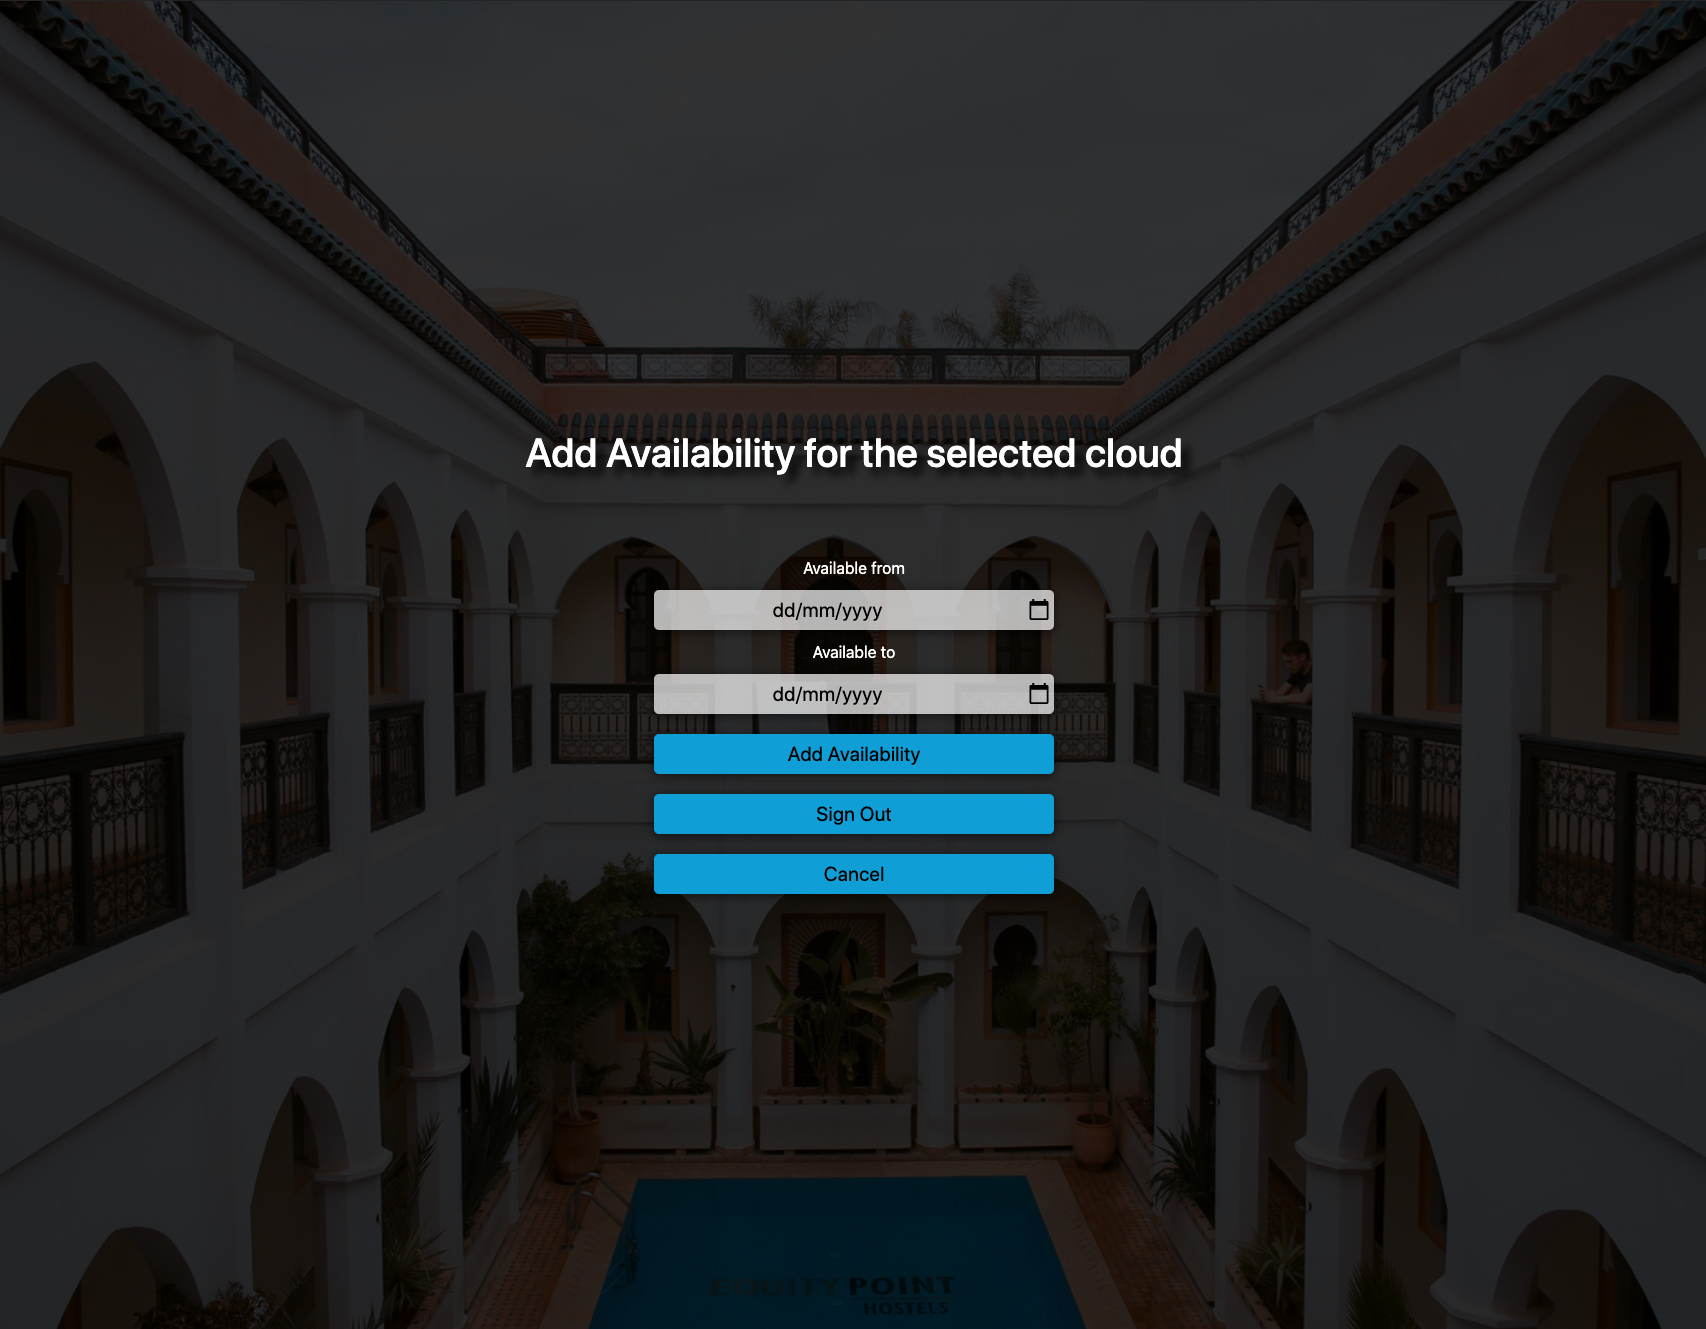 Add Availability for the selected cloud
Available from
dd/mm/yyyy
Available to
dd/mm/yyyy
Add Availability
Sign Out
Cancel
EQUITY POINT
HOSTELS